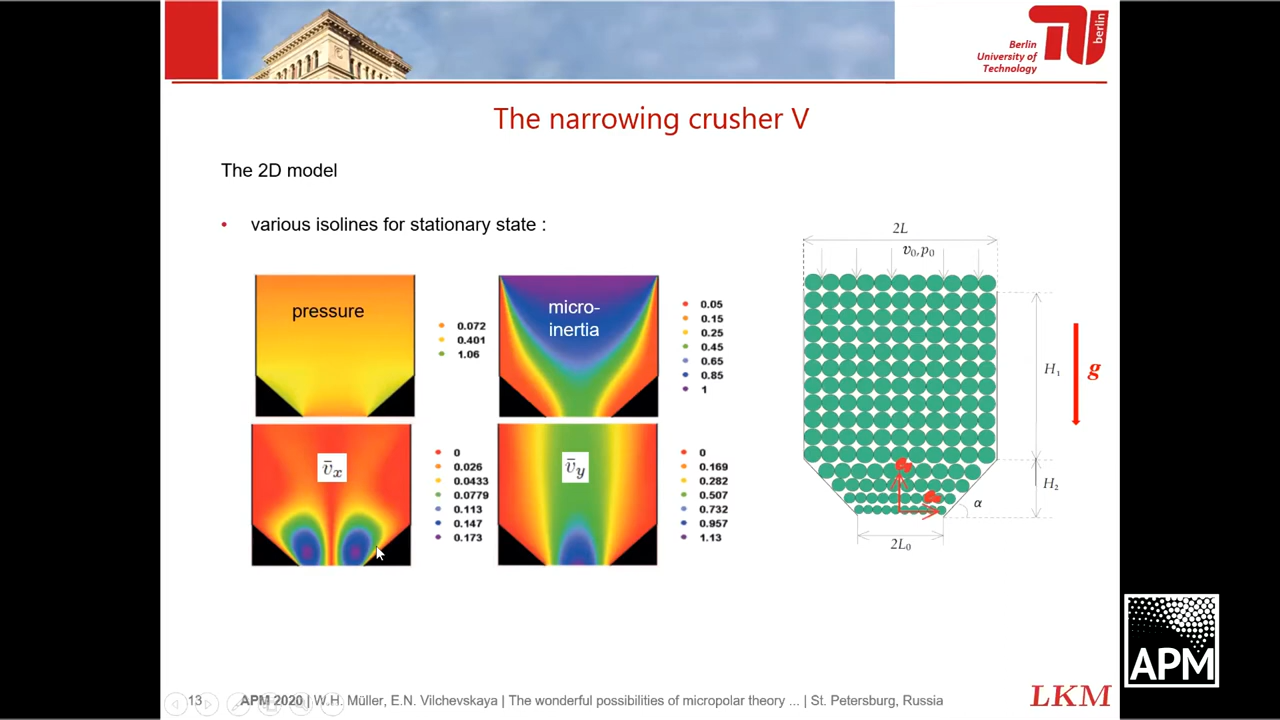 Berlin
University of
Technology
berlin
The narrowing crusher V
The 2D model
• various isolines for stationary state :
pressure
0.072
0.401
1.06
micro-
inertia
0.05
0.15
0.25
0.45
0.65
0.85
1
v̄x
0
0.026
0.0433
0.0779
0.113
0.147
0.173
v̄y
0
0.169
0.282
0.507
0.732
0.957
1.13
2L
v₀, p₀
H₁
g
H₂
α
2L₀
13
APM 2020 | W.H. Müller, E.N. Vilchevskaya | The wonderful possibilities of micropolar theory ... | St. Petersburg, Russia
LKM
APM